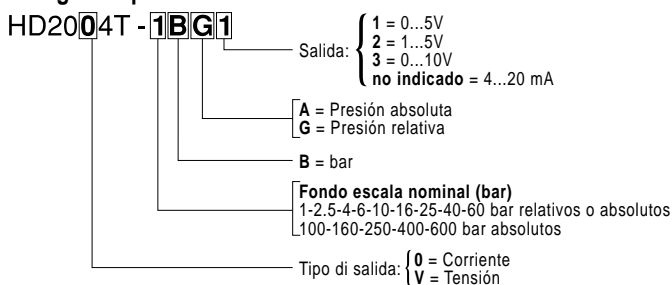 HD2004T - 1BG1
Salida:
1 = 0...5V
2 = 1...5V
3 = 0...10V
no indicado = 4...20 mA
A = Presión absoluta
G = Presión relativa
B = bar
Fondo escala nominal (bar)
1-2.5-4-6-10-16-25-40-60 bar relativos o absolutos
100-160-250-400-600 bar absolutos
Tipo di salida:
0 = Corriente
V = Tensión